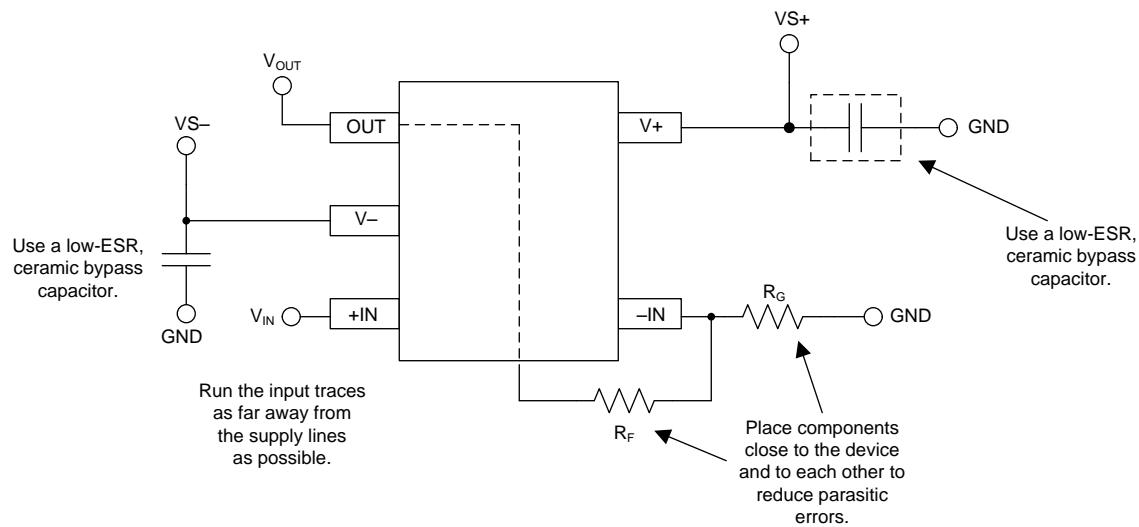 VS+
VOUT
OUT
V+
GND
VS–
V–
Use a low-ESR,
ceramic bypass
capacitor.
Use a low-ESR,
ceramic bypass
capacitor.
GND
VIN
+IN
–IN
RG
GND
Run the input traces
as far away from
the supply lines
as possible.
RF
Place components
close to the device
and to each other to
reduce parasitic
errors.